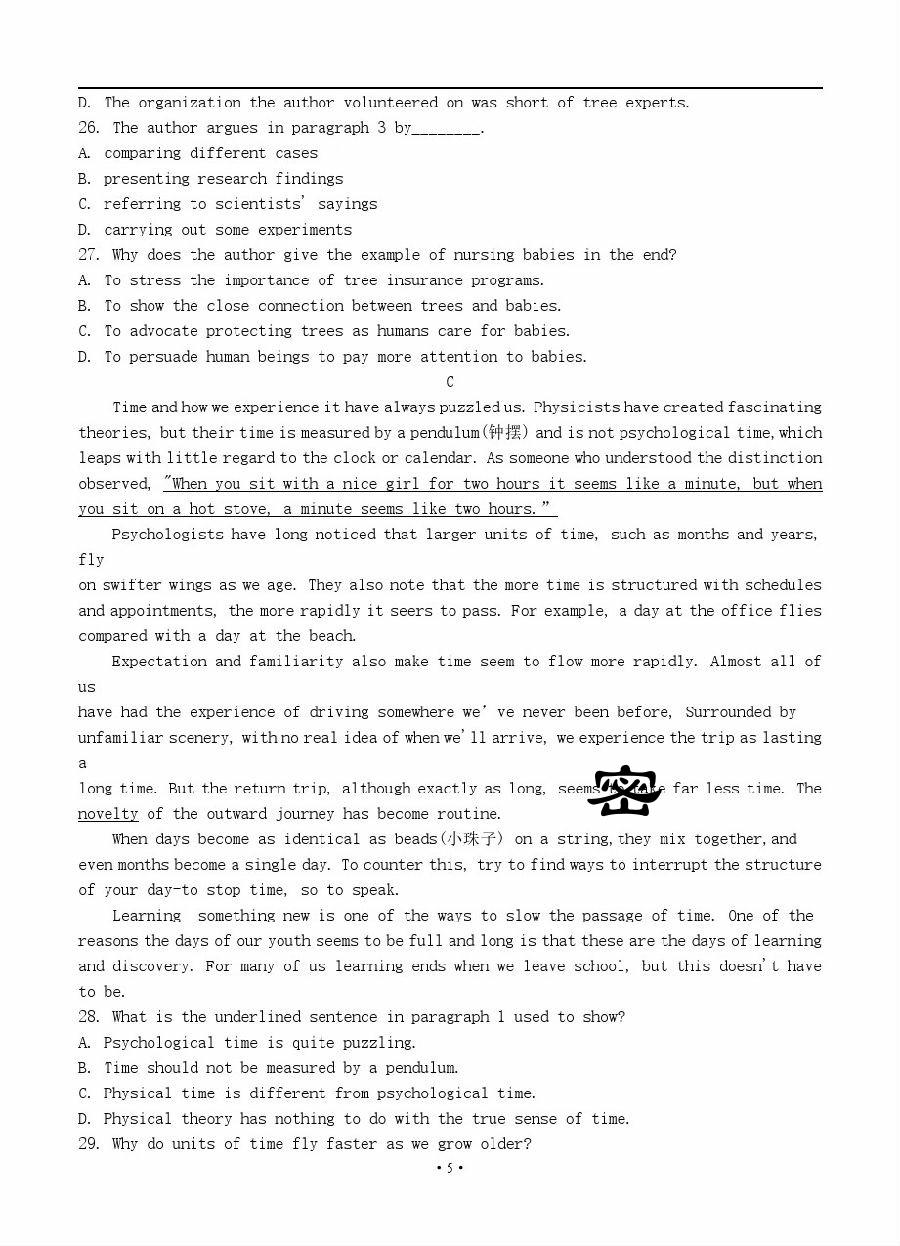 D. The organization the author volunteered on was short of tree experts.
26. The author argues in paragraph 3 by________.
A. comparing different cases
B. presenting research findings
C. referring to scientists' sayings
D. carrying out some experiments
27. Why does the author give the example of nursing babies in the end?
A. To stress the importance of tree insurance programs.
B. To show the close connection between trees and babies.
C. To advocate protecting trees as humans care for babies.
D. To persuade human beings to pay more attention to babies.
C
Time and how we experience it have always puzzled us. Physicists have created fascinating
theories, but their time is measured by a pendulum(钟摆) and is not psychological time, which
leaps with little regard to the clock or calendar. As someone who understood the distinction
observed, "When you sit with a nice girl for two hours it seems like a minute, but when
you sit on a hot stove, a minute seems like two hours."
Psychologists have long noticed that larger units of time, such as months and years,
fly
on swifter wings as we age. They also note that the more time is structured with schedules
and appointments, the more rapidly it seers to pass. For example, a day at the office flies
compared with a day at the beach.
Expectation and familiarity also make time seem to flow more rapidly. Almost all of
us
have had the experience of driving somewhere we've never been before, Surrounded by
unfamiliar scenery, with no real idea of when we'll arrive, we experience the trip as lasting
a
long time. But the return trip, although exactly as long, seems far less time. The
密
novelty of the outward journey has become routine.
When days become as identical as beads(小珠子) on a string, they mix together, and
even months become a single day. To counter this, try to find ways to interrupt the structure
of your day-to stop time, so to speak.
Learning something new is one of the ways to slow the passage of time. One of the
reasons the days of our youth seems to be full and long is that these are the days of learning
and discovery. For many of us learning ends when we leave school, but this doesn't have
to be.
28. What is the underlined sentence in paragraph 1 used to show?
A. Psychological time is quite puzzling.
B. Time should not be measured by a pendulum.
C. Physical time is different from psychological time.
D. Physical theory has nothing to do with the true sense of time.
29. Why do units of time fly faster as we grow older?
• 5 •